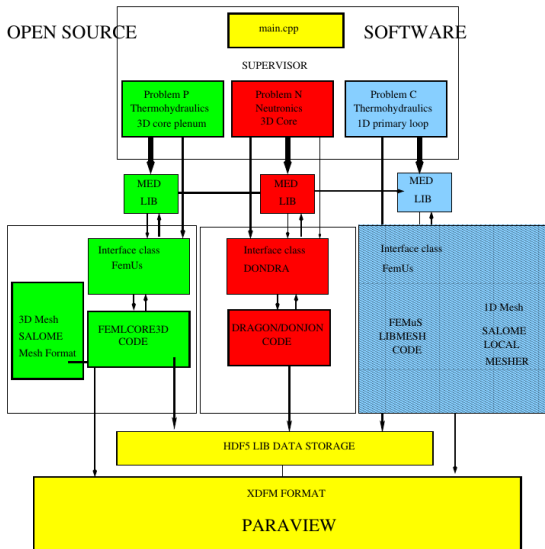 OPEN SOURCE
SOFTWARE
main.cpp
SUPERVISOR
Problem P
Thermohydraulics
3D core plenum
Problem N
Neutronics
3D Core
Problem C
Thermohydraulics
1D primary loop
MED
LIB
MED
LIB
MED
LIB
Interface class
FemUs
Interface class
DONDRA
Interface class
FemUs
3D Mesh
SALOME
Mesh Format
FEMLCORE3D
CODE
DRAGON/DONJON
CODE
FEMuS
LIBMESH
CODE
1D Mesh
SALOME
LOCAL
MESHER
HDF5 LIB DATA STORAGE
XDFM FORMAT
PARAVIEW